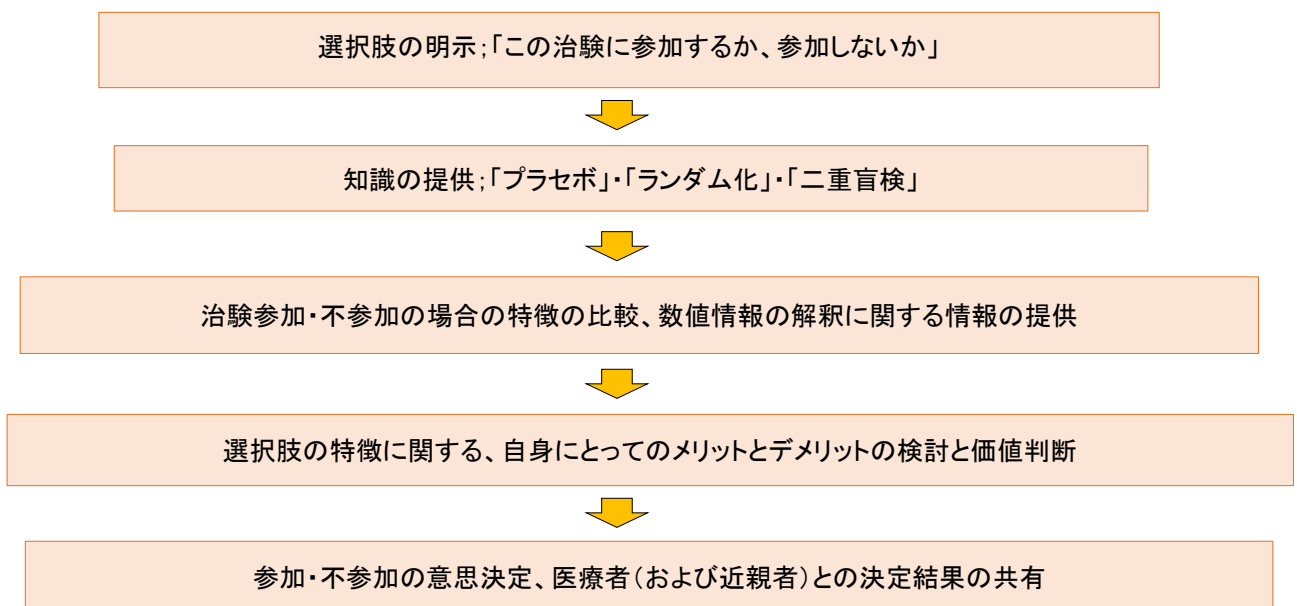 選択肢の明示；「この治験に参加するか、参加しないか」
知識の提供；「プラセボ」・「ランダム化」・「二重盲検」
治験参加・不参加の場合の特徴の比較、数値情報の解釈に関する情報の提供
選択肢の特徴に関する、自身にとってのメリットとデメリットの検討と価値判断
参加・不参加の意思決定、医療者（および近親者）との決定結果の共有